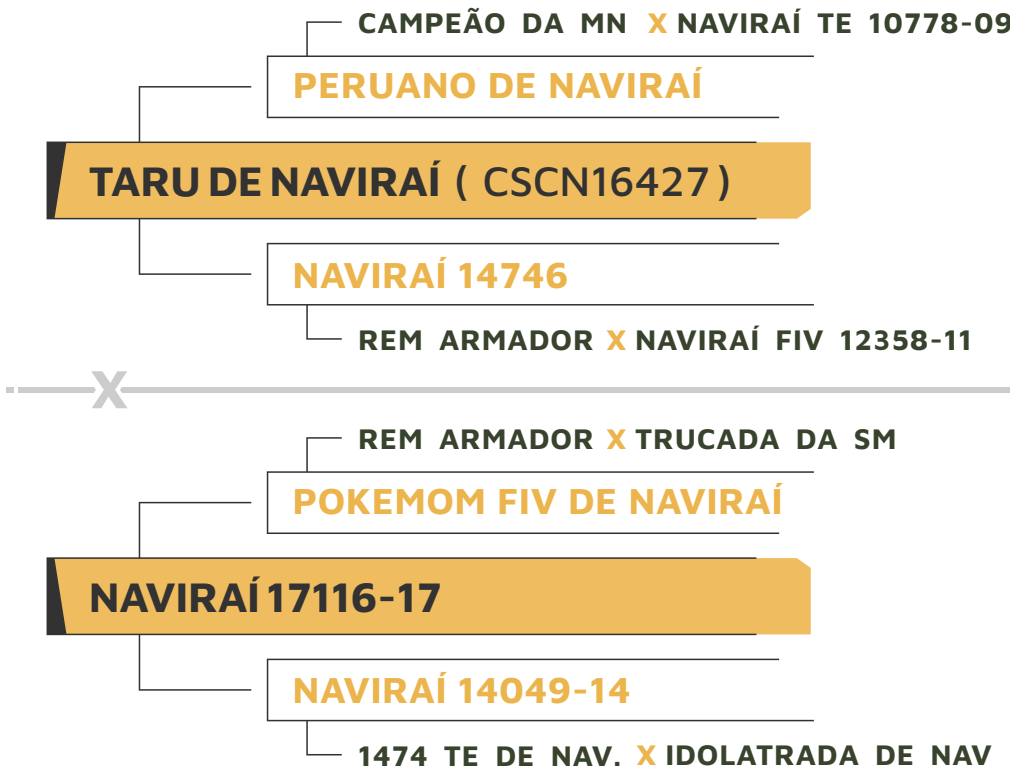 CAMPEÃO DA MN X NAVIRAÍ TE 10778-09
PERUANO DE NAVIRAÍ
TARU DE NAVIRAÍ ( CSCN16427 )
NAVIRAÍ 14746
REM ARMADOR X NAVIRAÍ FIV 12358-11
X
REM ARMADOR X TRUCADA DA SM
POKEMOM FIV DE NAVIRAÍ
NAVIRAÍ 17116-17
NAVIRAÍ 14049-14
1474 TE DE NAV. X IDOLATRADA DE NAV